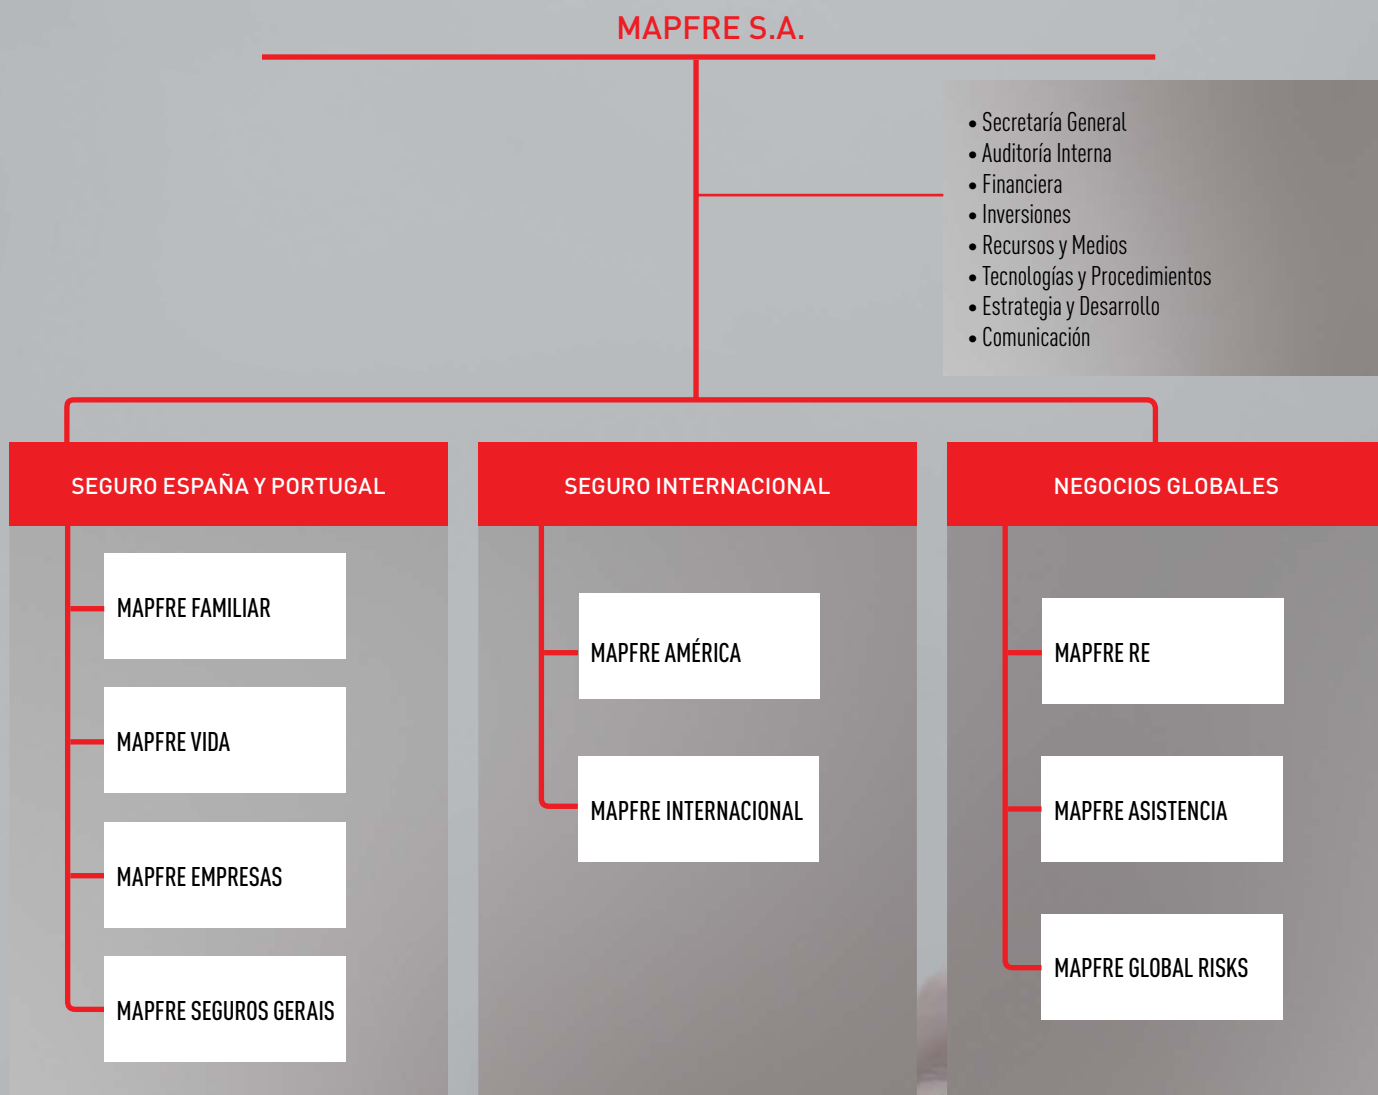 MAPFRE S.A.
• Secretaría General
• Auditoría Interna
• Financiera
• Inversiones
• Recursos y Medios
• Tecnologías y Procedimientos
• Estrategia y Desarrollo
• Comunicación
SEGURO ESPAÑA Y PORTUGAL
MAPFRE FAMILIAR
MAPFRE VIDA
MAPFRE EMPRESAS
MAPFRE SEGUROS GERAIS
SEGURO INTERNACIONAL
MAPFRE AMÉRICA
MAPFRE INTERNACIONAL
NEGOCIOS GLOBALES
MAPFRE RE
MAPFRE ASISTENCIA
MAPFRE GLOBAL RISKS